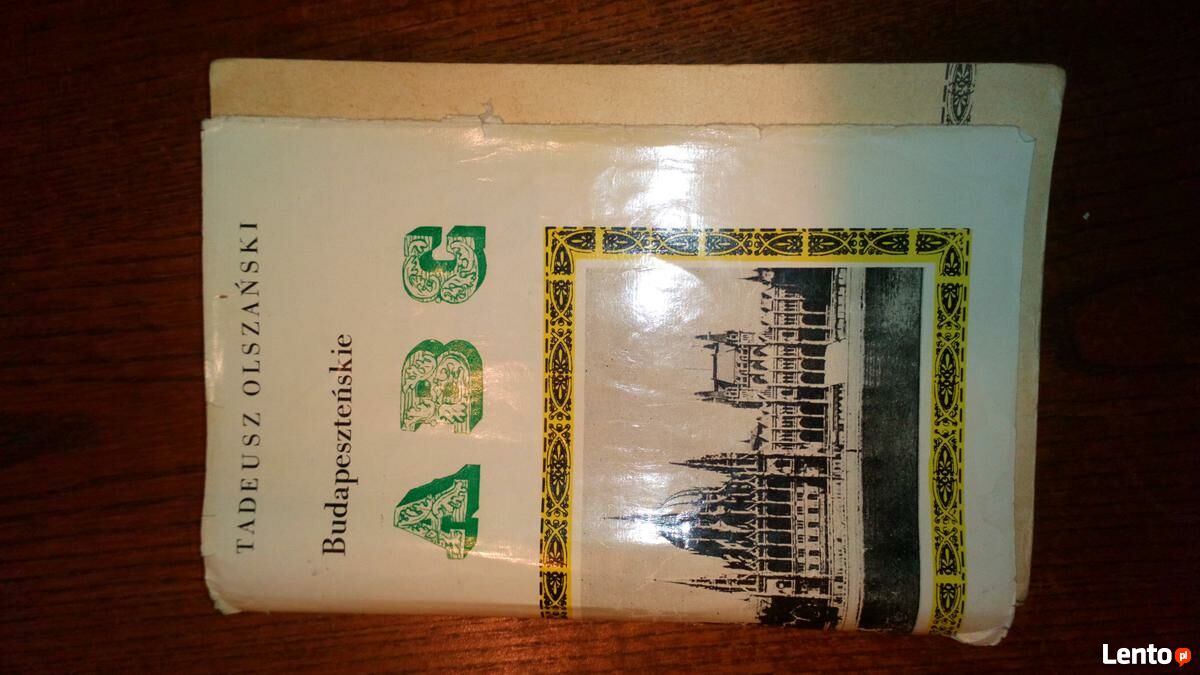 TADEUSZ OLSZAŃSKI
Budapeszteńskie
ABC
Lento.pl